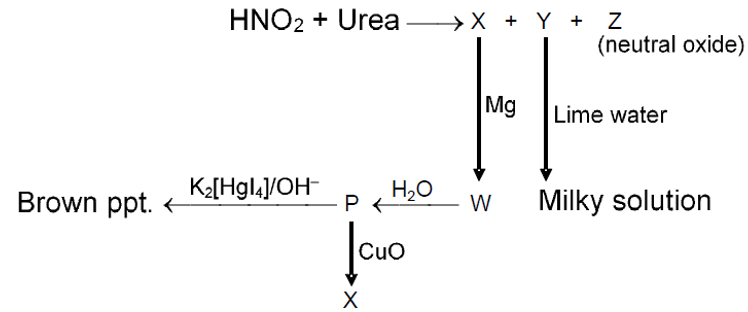 HNO₂ + Urea ⟶ X + Y + Z
(neutral oxide)
Mg
Lime water
Brown ppt. ⟵ K₂[HgI₄]/OH⁻ P ⟵ H₂O W Milky solution
CuO
X